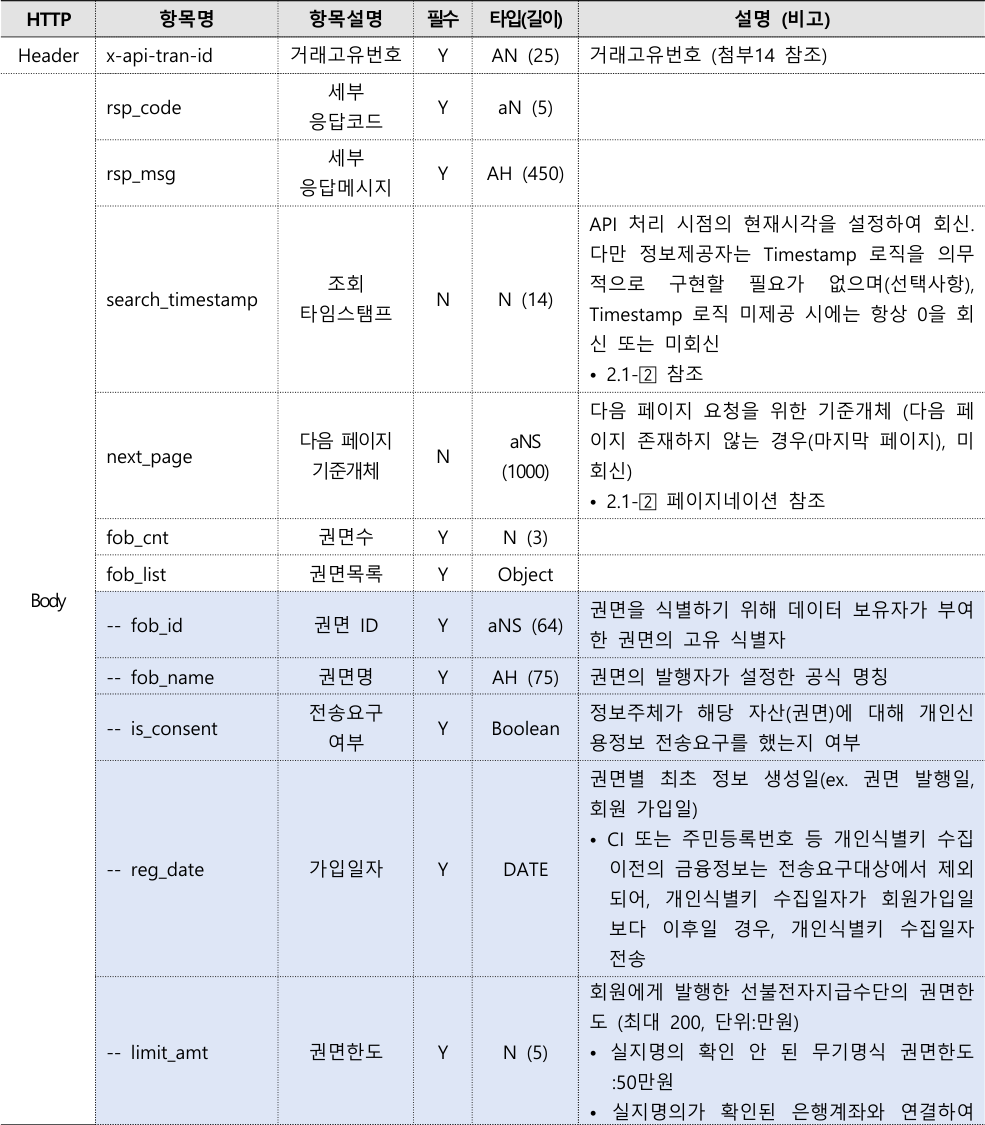 HTTP 항목명 항목설명 필수 타입(길이) 설명 (비고)
Header x-api-tran-id 거래고유번호 Y AN (25) 거래고유번호 (첨부14 참조)
Body
rsp_code
세부
응답코드
Y
aN (5)
rsp_msg
세부
응답메시지
Y
AH (450)
search_timestamp
조회
타임스탬프
N
N (14)
API 처리 시점의 현재시각을 설정하여 회신.
다만 정보제공자는 Timestamp 로직을 의무
적으로 구현할 필요가 없으며(선택사항),
Timestamp 로직 미제공 시에는 항상 0을 회
신 또는 미회신
• 2.1-2 참조
next_page
다음 페이지
기준개체
N
aNS
(1000)
다음 페이지 요청을 위한 기준개체 (다음 페
이지 존재하지 않는 경우(마지막 페이지), 미
회신)
• 2.1-2 페이지네이션 참조
fob_cnt 권면수 Y N (3)
fob_list 권면목록 Y Object
-- fob_id 권면 ID Y aNS (64)
권면을 식별하기 위해 데이터 보유자가 부여
한 권면의 고유 식별자
-- fob_name 권면명 Y AH (75) 권면의 발행자가 설정한 공식 명칭
-- is_consent
전송요구
여부
Y
Boolean
정보주체가 해당 자산(권면)에 대해 개인신
용정보 전송요구를 했는지 여부
-- reg_date 가입일자 Y DATE
권면별 최초 정보 생성일(ex. 권면 발행일,
회원 가입일)
• CI 또는 주민등록번호 등 개인식별키 수집
이전의 금융정보는 전송요구대상에서 제외
되어, 개인식별키 수집일자가 회원가입일
보다 이후일 경우, 개인식별키 수집일자
전송
-- limit_amt 권면한도 Y N (5)
회원에게 발행한 선불전자지급수단의 권면한
도 (최대 200, 단위:만원)
• 실지명의 확인 안 된 무기명식 권면한도
:50만원
• 실지명의가 확인된 은행계좌와 연결하여